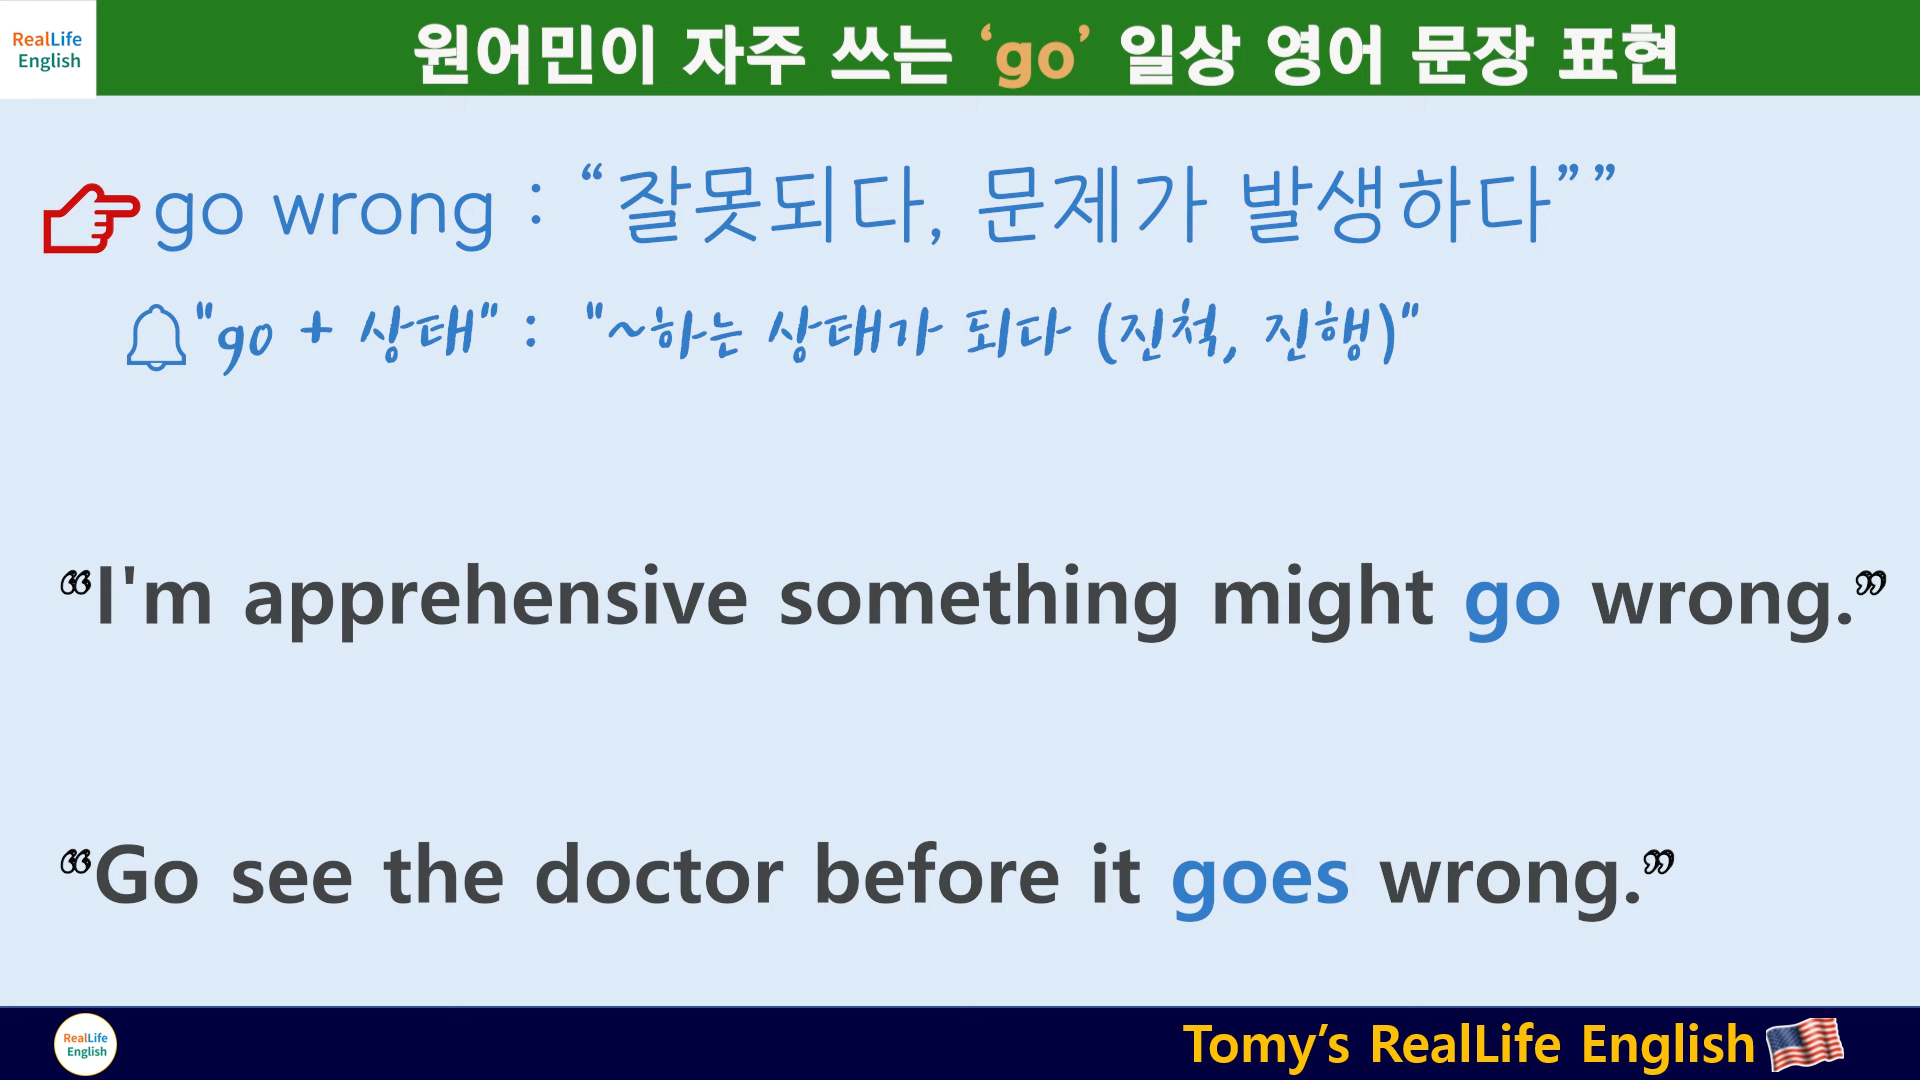 RealLife
English
원어민이 자주 쓰는 ‘go’ 일상 영어 문장 표현
go wrong : “잘못되다, 문제가 발생하다””
"go + 상태" : "~하는 상태가 되다 (진척, 진행)"
“I'm apprehensive something might go wrong.”
“Go see the doctor before it goes wrong.”
RealLife
English
Tomy’s RealLife English